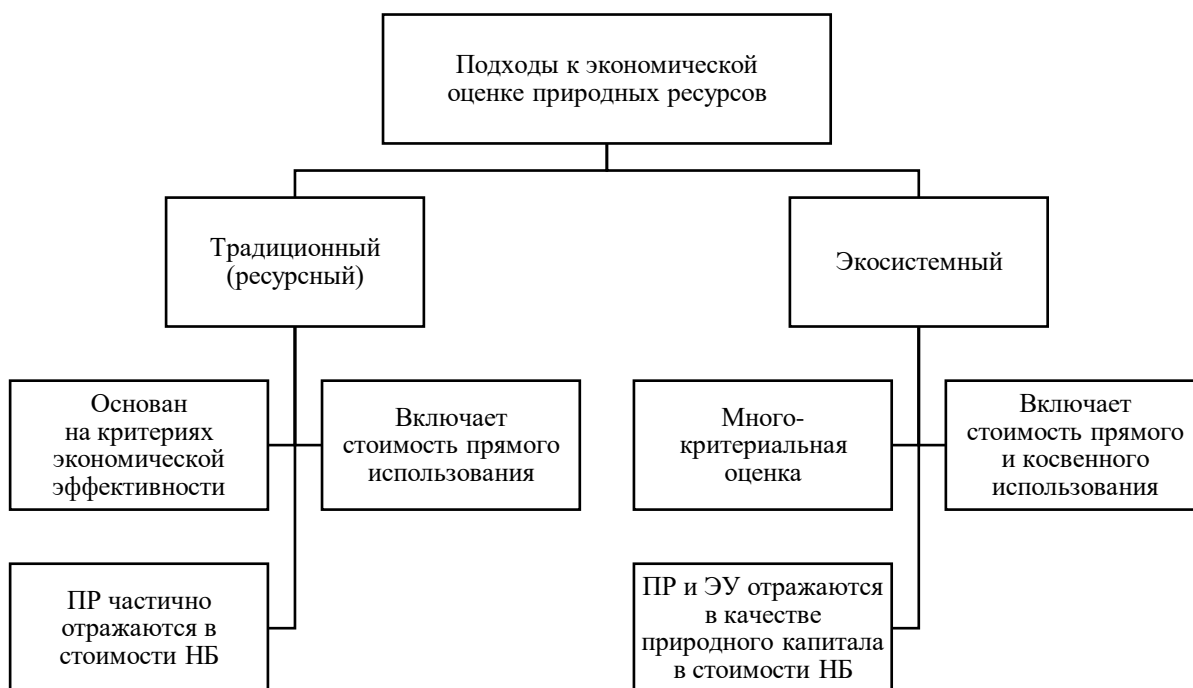 Подходы к экономической
оценке природных ресурсов
Традиционный
(ресурсный)
Экосистемный
Основан
на критериях
экономической
эффективности
Включает
стоимость прямого
использования
Много-
критериальная
оценка
Включает
стоимость прямого
и косвенного
использования
ПР частично
отражаются в
стоимости НБ
ПР и ЭУ отражаются
в качестве
природного капитала
в стоимости НБ